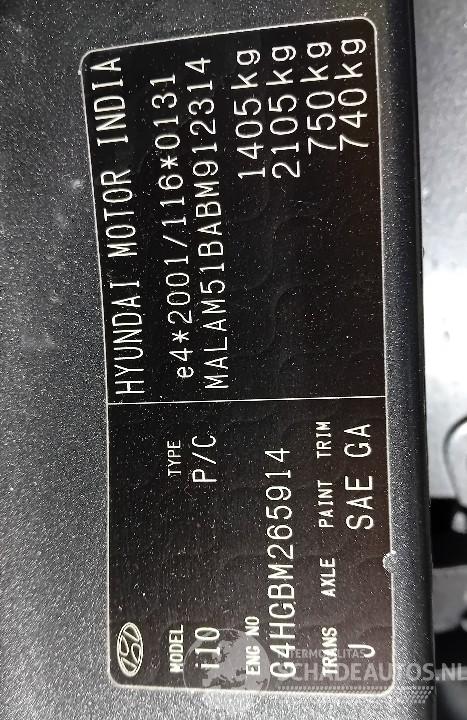 HYUNDAI MOTOR INDIA
e4*2001/116*0131
MALAM51BABM912314
1405kg
2105kg
750kg
740kg
MODEL TYPE
i10 P/C
ENG NO
G4HGBM265914
TRANS AXLE PAINT TRIM
J SAE GA
SCHADEAUTOS.NL